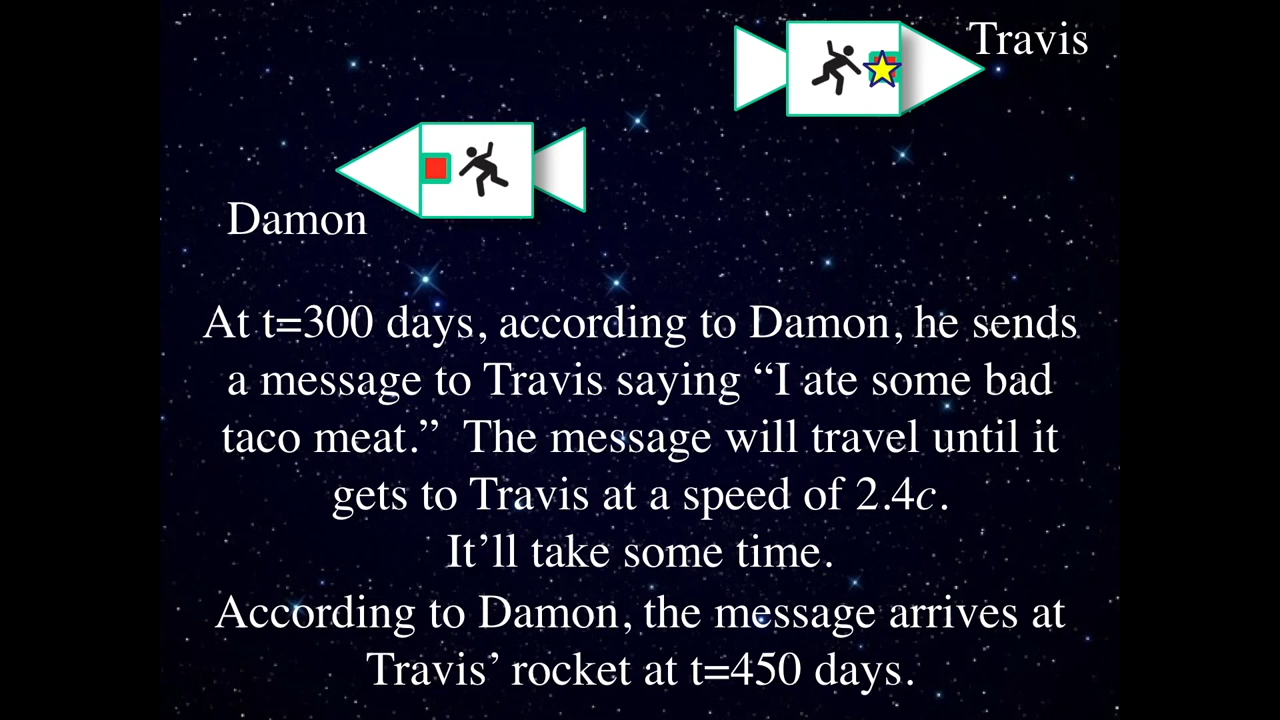 Travis
Damon
At t=300 days, according to Damon, he sends
a message to Travis saying “I ate some bad
taco meat.”  The message will travel until it
gets to Travis at a speed of 2.4c.
It’ll take some time.
According to Damon, the message arrives at
Travis’ rocket at t=450 days.